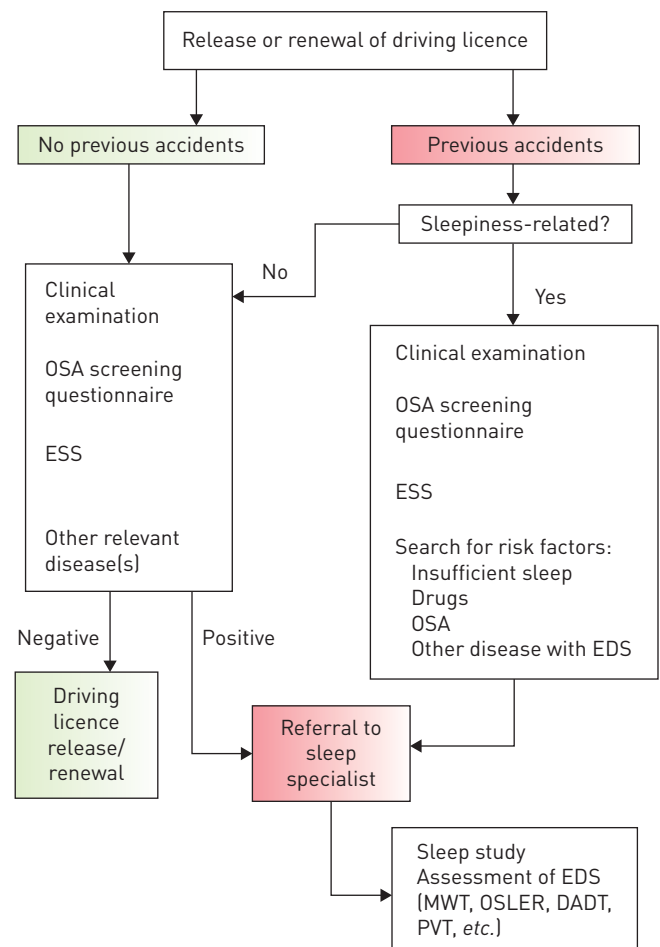 Release or renewal of driving licence
No previous accidents
Previous accidents
Sleepiness-related?
No
Yes
Clinical
examination
OSA screening
questionnaire
ESS
Other relevant
disease(s)
Clinical examination
OSA screening
questionnaire
ESS
Search for risk factors:
Insufficient sleep
Drugs
OSA
Other disease with EDS
Negative
Positive
Driving
licence
release/
renewal
Referral to
sleep
specialist
Sleep study
Assessment of EDS
(MWT, OSLER, DADT,
PVT, etc.)